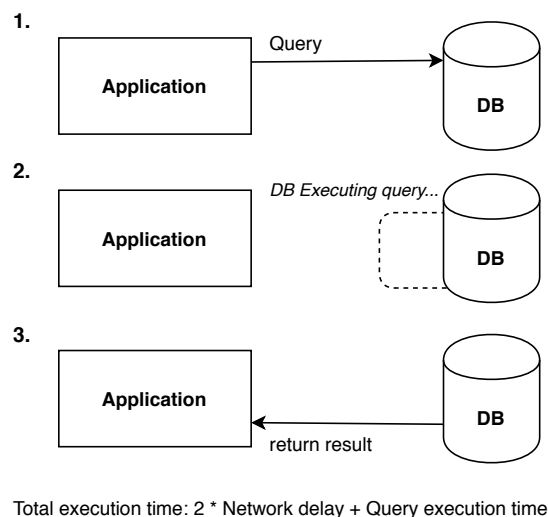 1.
Query
Application
DB
2.
DB Executing query...
Application
DB
3.
Application
DB
return result
Total execution time: 2 * Network delay + Query execution time